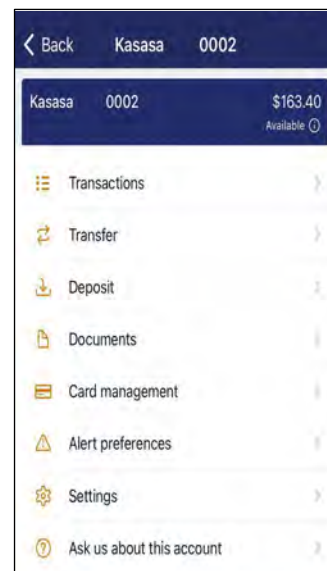 Back Kasasa 0002
Kasasa 0002 $163.40
Available
Transactions
Transfer
Deposit
Documents
Card management
Alert preferences
Settings
Ask us about this account